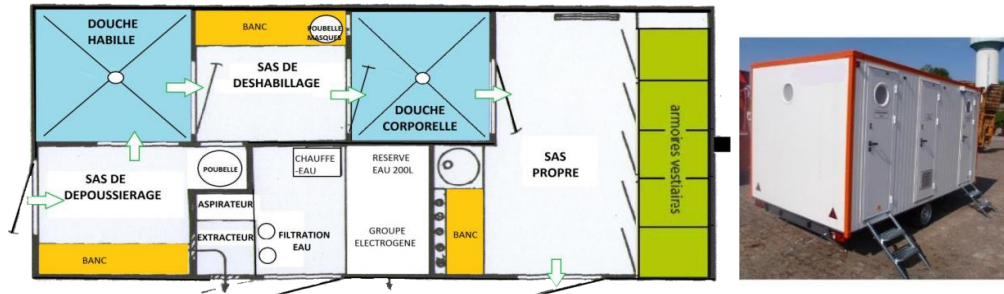 DOUCHE
HABILLE
BANC
POUBELLE
MASQUES
SAS DE
DESHABILLAGE
DOUCHE
CORPORELLE
SAS DE
DEPOUSSIERAGE
POUBELLE
CHAUFFE
-EAU
RESERVE
EAU 200L
SAS
PROPRE
armoires vestiaires
ASPIRATEUR
EXTRACTEUR
FILTRATION
EAU
GROUPE
ELECTROGENE
BANC
BANC